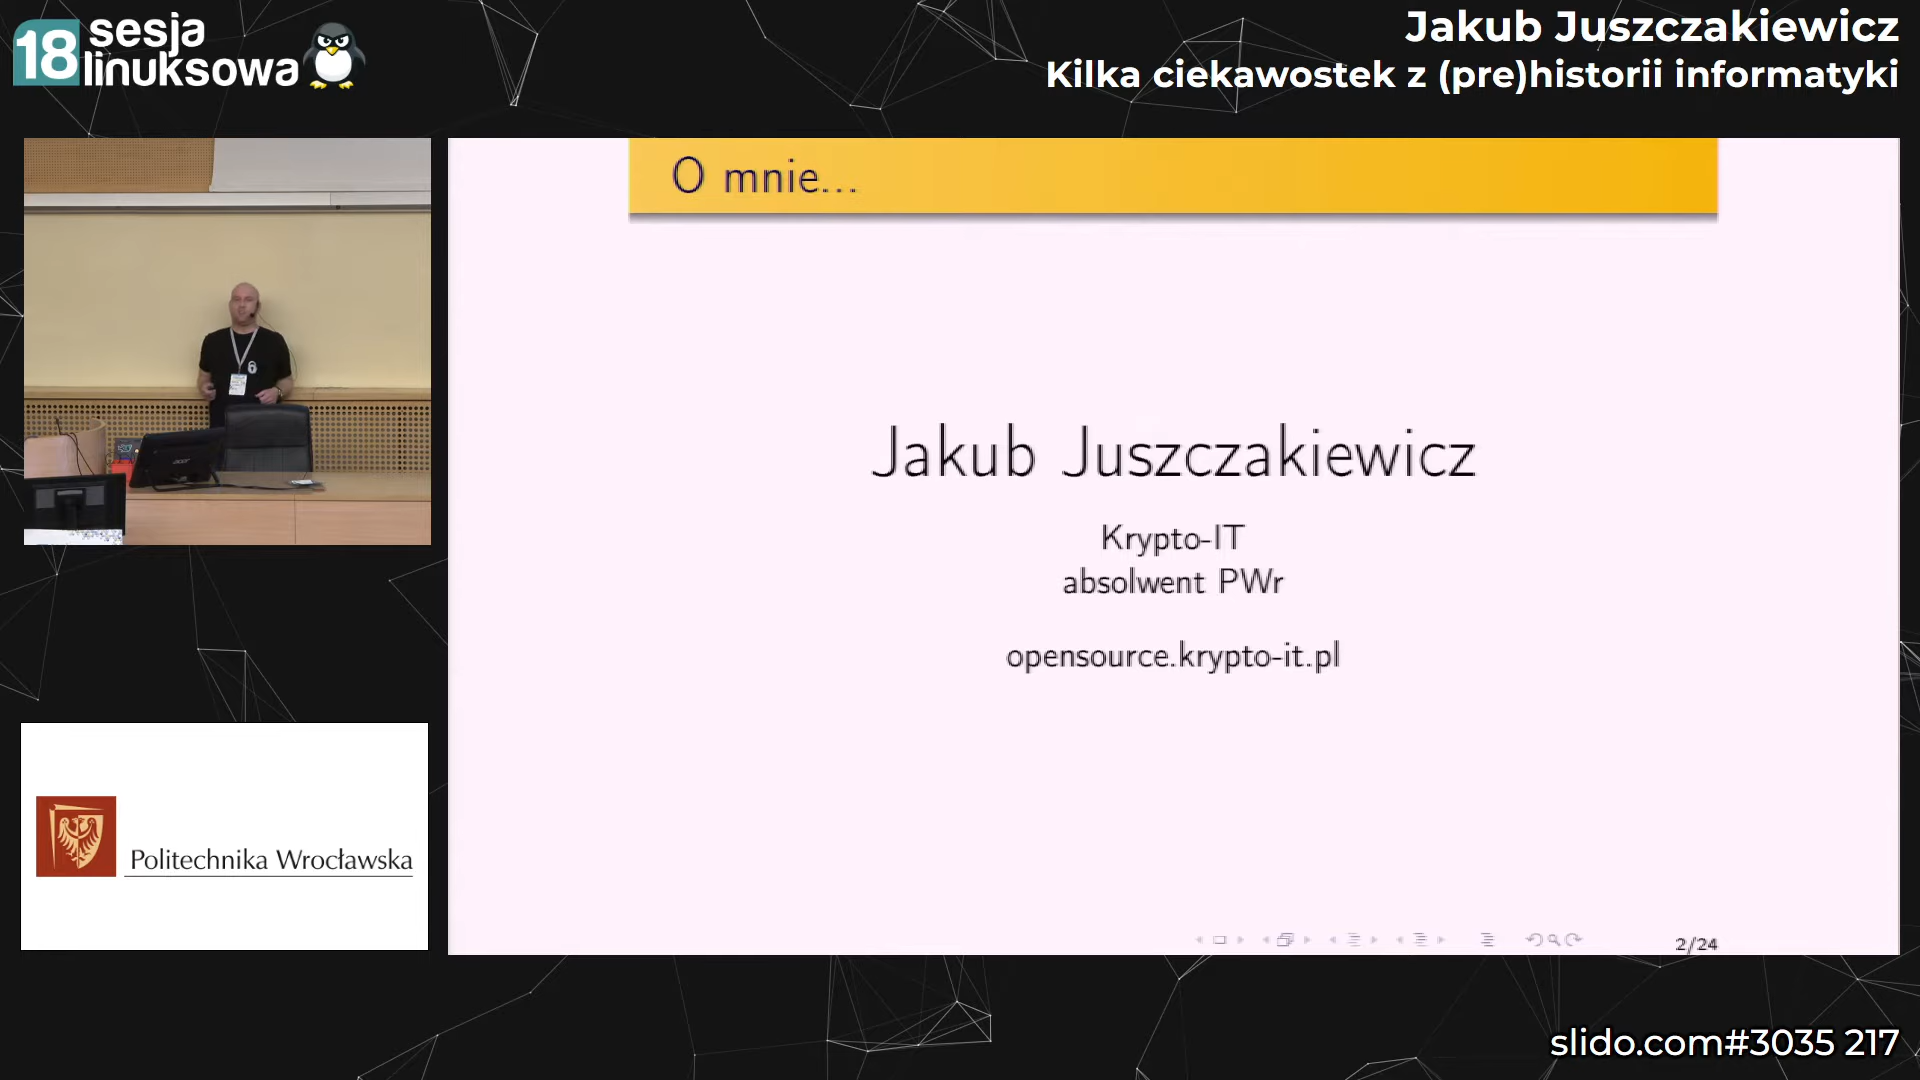 18 sesja
linuksowa
Jakub Juszczakiewicz
Kilka ciekawostek z (pre)historii informatyki
O mnie...
Jakub Juszczakiewicz
Krypto-IT
absolwent PWr
opensource.krypto-it.pl
2/24
acer
Politechnika Wrocławska
slido.com#3035 217